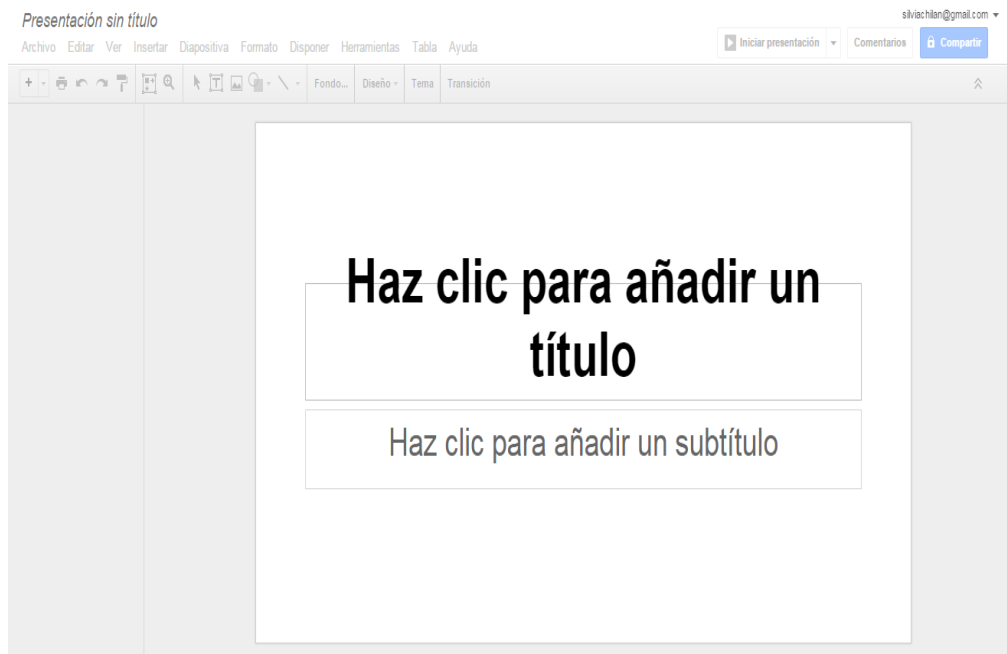 Presentación sin título
silviachilan@gmail.com
Archivo Editar Ver Insertar Diapositiva Formato Disponer Herramientas Tabla Ayuda
Iniciar presentación Comentarios Compartir
Fondo... Diseño Tema Transición
Haz clic para añadir un
título
Haz clic para añadir un subtítulo